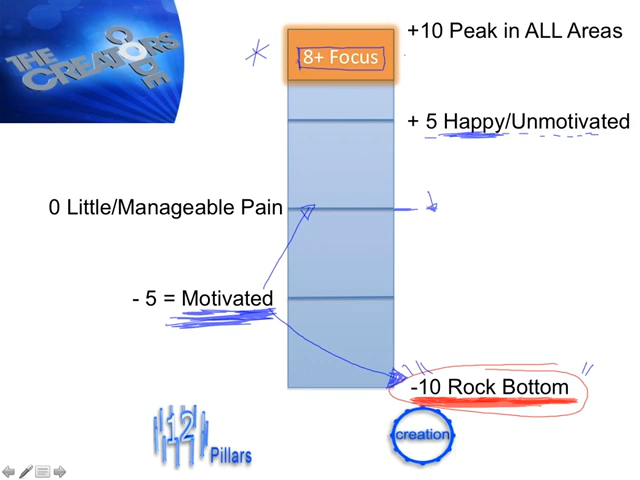 THE CREATORS CODE
+10 Peak in ALL Areas
8+ Focus
+ 5 Happy/Unmotivated
0 Little/Manageable Pain
- 5 = Motivated
-10 Rock Bottom
12 Pillars
creation